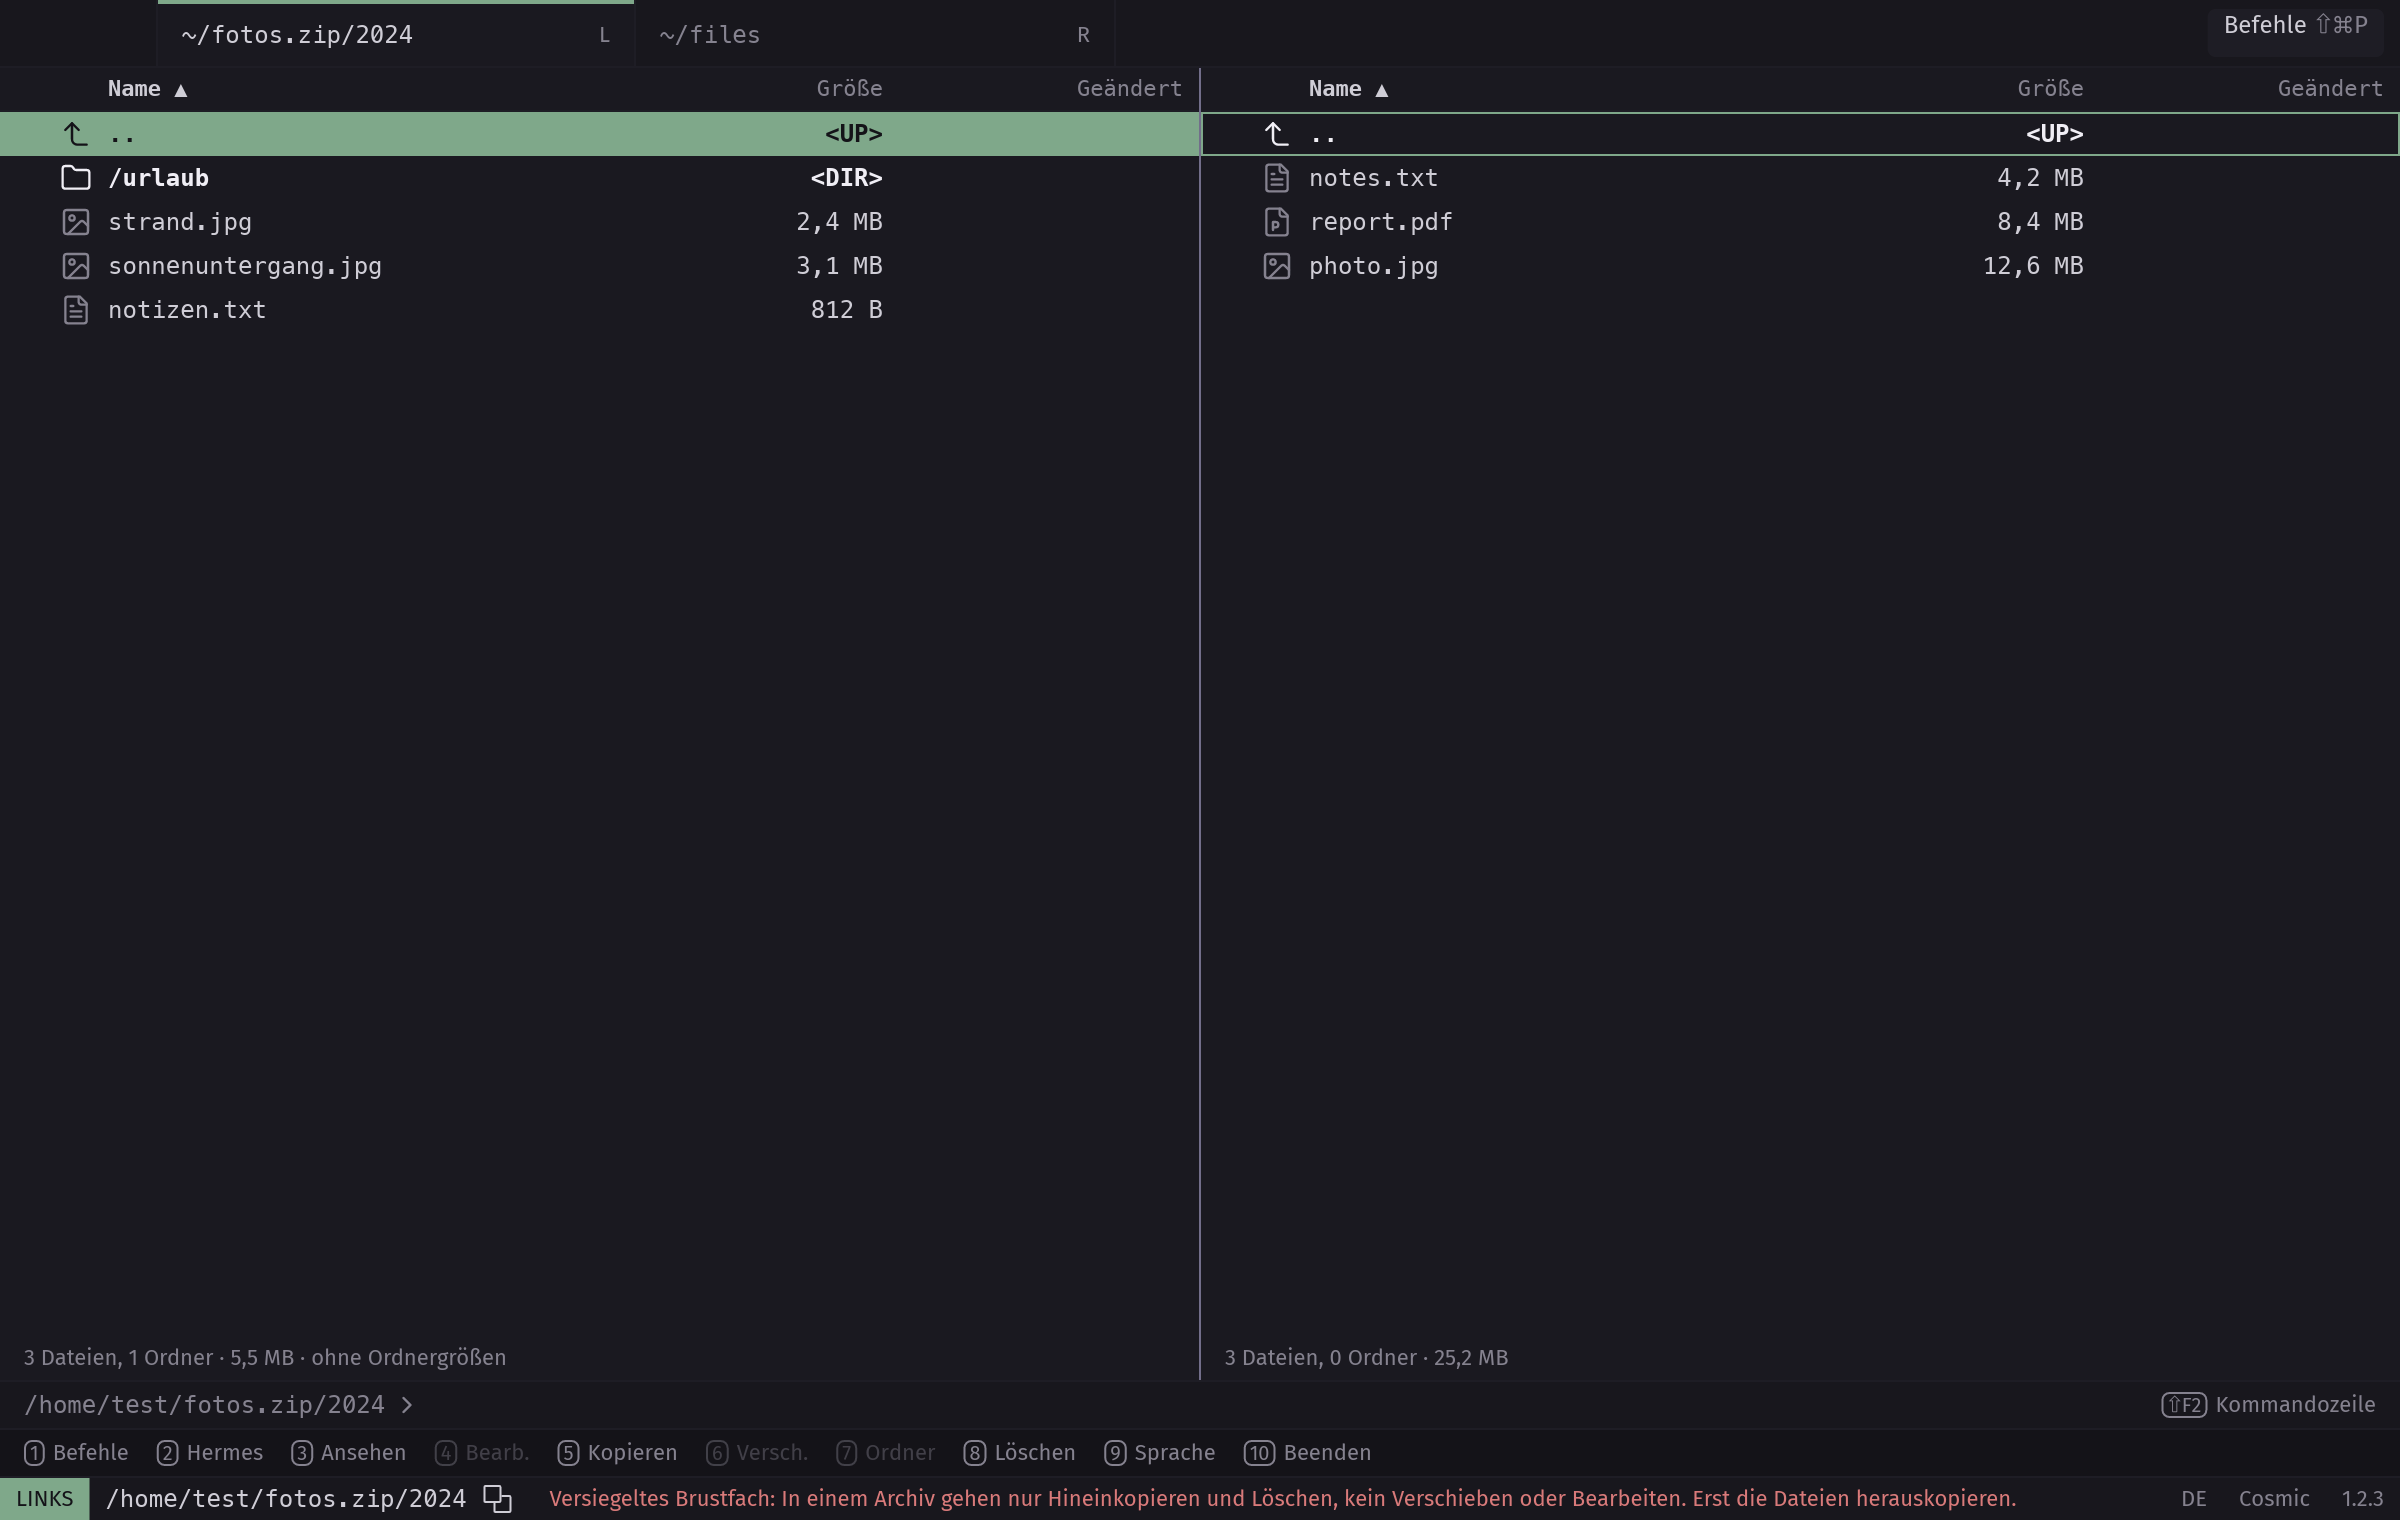 ~/fotos.zip/2024 L ~/files R Befehle ⇧⌘P
Name ▲ Größe Geändert Name ▲ Größe Geändert
.. <UP> .. <UP>
/urlaub <DIR> notes.txt 4,2 MB
strand.jpg 2,4 MB report.pdf 8,4 MB
sonnenuntergang.jpg 3,1 MB photo.jpg 12,6 MB
notizen.txt 812 B
3 Dateien, 1 Ordner · 5,5 MB · ohne Ordnergrößen 3 Dateien, 0 Ordner · 25,2 MB
/home/test/fotos.zip/2024 > ⇧F2 Kommandozeile
1 Befehle 2 Hermes 3 Ansehen 4 Bearb. 5 Kopieren 6 Versch. 7 Ordner 8 Löschen 9 Sprache 10 Beenden
LINKS /home/test/fotos.zip/2024 Versiegeltes Brustfach: In einem Archiv gehen nur Hineinkopieren und Löschen, kein Verschieben oder Bearbeiten. Erst die Dateien herauskopieren. DE Cosmic 1.2.3